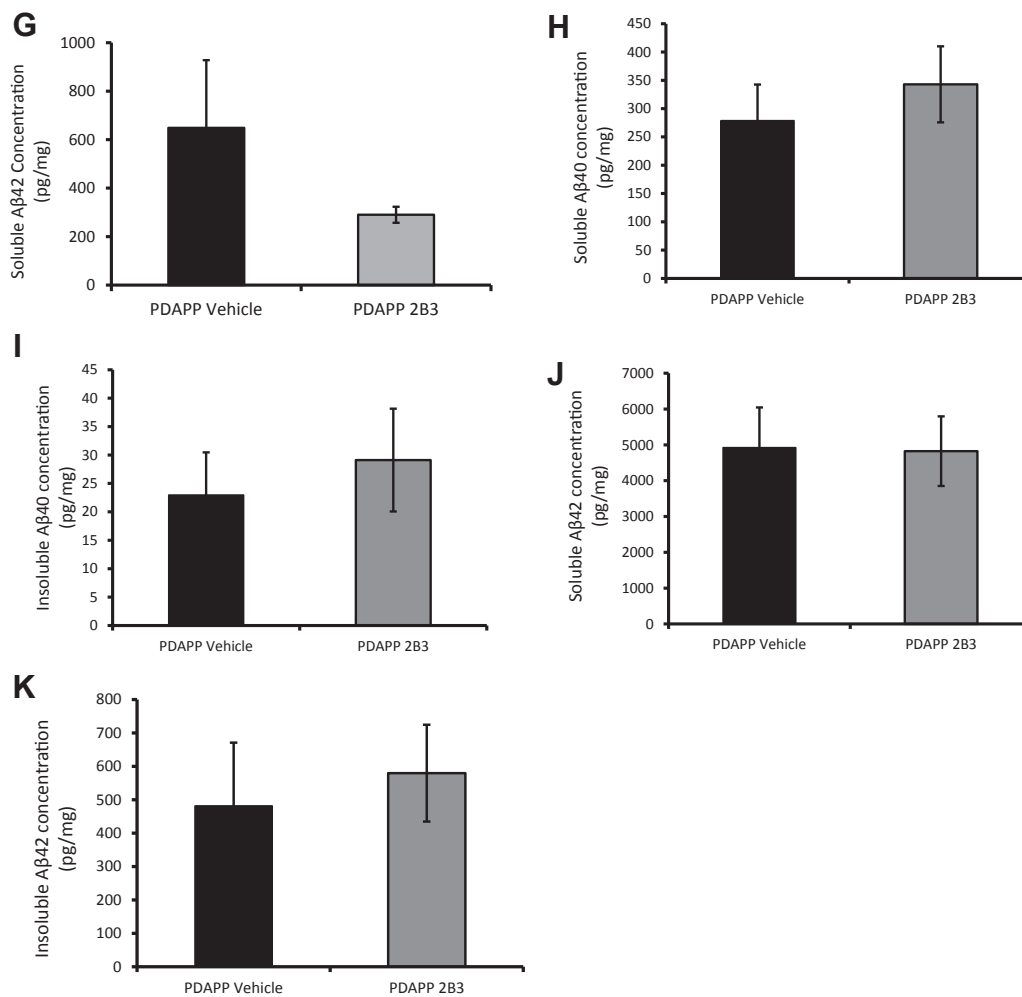 G
Soluble Aβ42 Concentration
(pg/mg)
1000
800
600
400
200
0
PDAPP Vehicle
PDAPP 2B3
H
Soluble Aβ40 concentration
(pg/mg)
450
400
350
300
250
200
150
100
50
0
PDAPP Vehicle
PDAPP 2B3
I
Insoluble Aβ40 concentration
(pg/mg)
45
40
35
30
25
20
15
10
5
0
PDAPP Vehicle
PDAPP 2B3
J
Soluble Aβ42 concentration
(pg/mg)
7000
6000
5000
4000
3000
2000
1000
0
PDAPP Vehicle
PDAPP 2B3
K
Insoluble Aβ42 concentration
(pg/mg)
800
700
600
500
400
300
200
100
0
PDAPP Vehicle
PDAPP 2B3